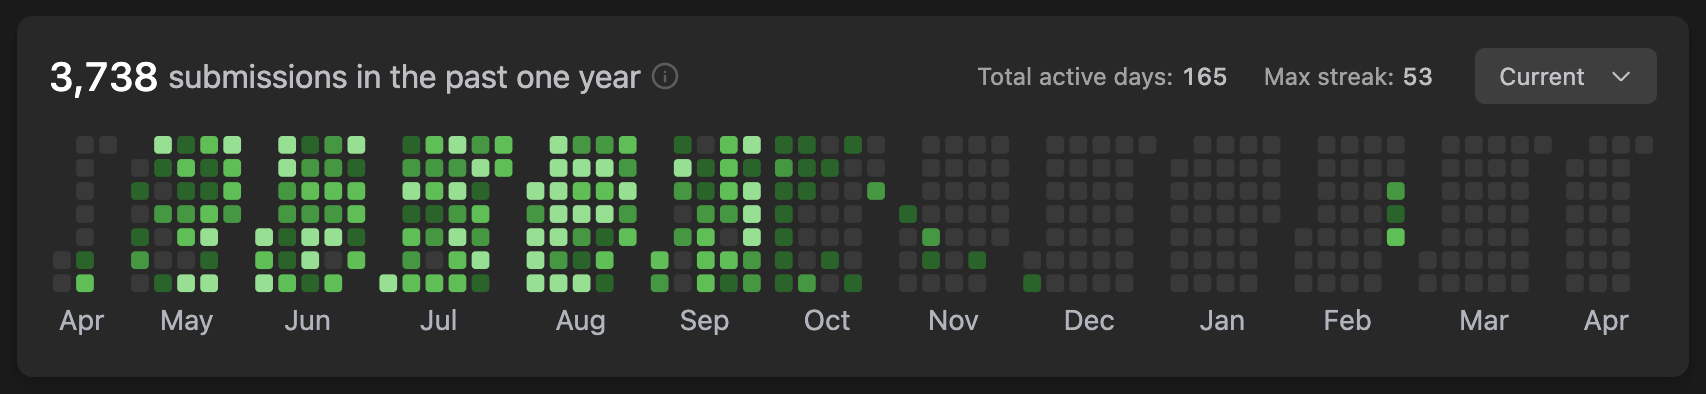 3,738 submissions in the past one year
Total active days: 165 Max streak: 53 Current
Apr May Jun Jul Aug Sep Oct Nov Dec Jan Feb Mar Apr